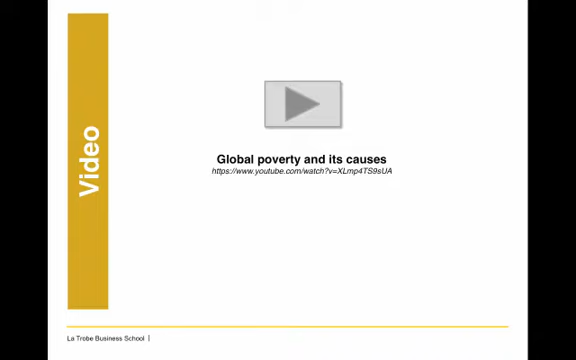 Video
Global poverty and its causes
https://www.youtube.com/watch?v=XLmp4TS9sUA
La Trobe Business School |